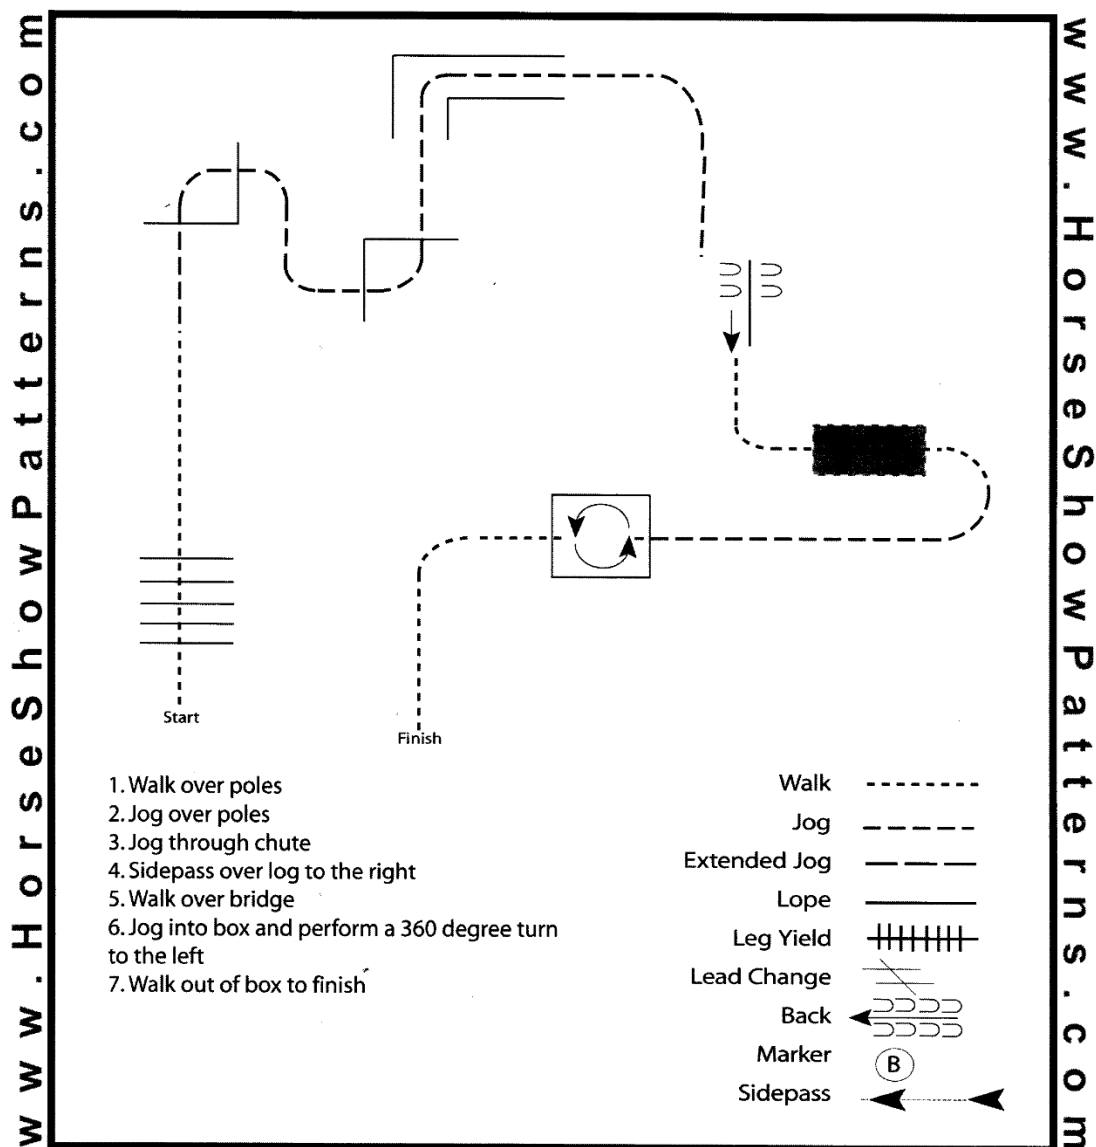 www.HorseShowPatterns.com
www.HorseShowPatterns.com
Start
Finish
1. Walk over poles
2. Jog over poles
3. Jog through chute
4. Sidepass over log to the right
5. Walk over bridge
6. Jog into box and perform a 360 degree turn
to the left
7. Walk out of box to finish
Walk
Jog
Extended Jog
Lope
Leg Yield
Lead Change
Back
Marker
B
Sidepass